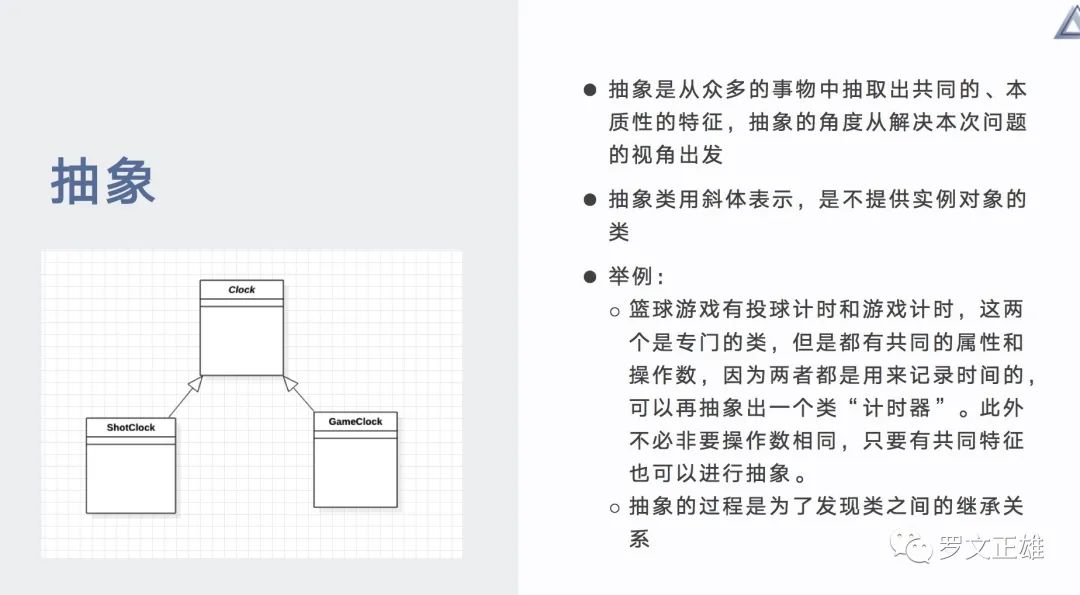 抽象
Clock
ShotClock
GameClock
● 抽象是从众多的事物中抽取出共同的、本
质性的特征，抽象的角度从解决本次问题
的视角出发
● 抽象类用斜体表示，是不提供实例对象的
类
● 举例：
○ 篮球游戏有投球计时和游戏计时，这两
个是专门的类，但是都有共同的属性和
操作数，因为两者都是用来记录时间的，
可以再抽象出一个类“计时器”。此外
不必非要操作数相同，只要有共同特征
也可以进行抽象。
○ 抽象的过程是为了发现类之间的继承关
系
罗文正雄